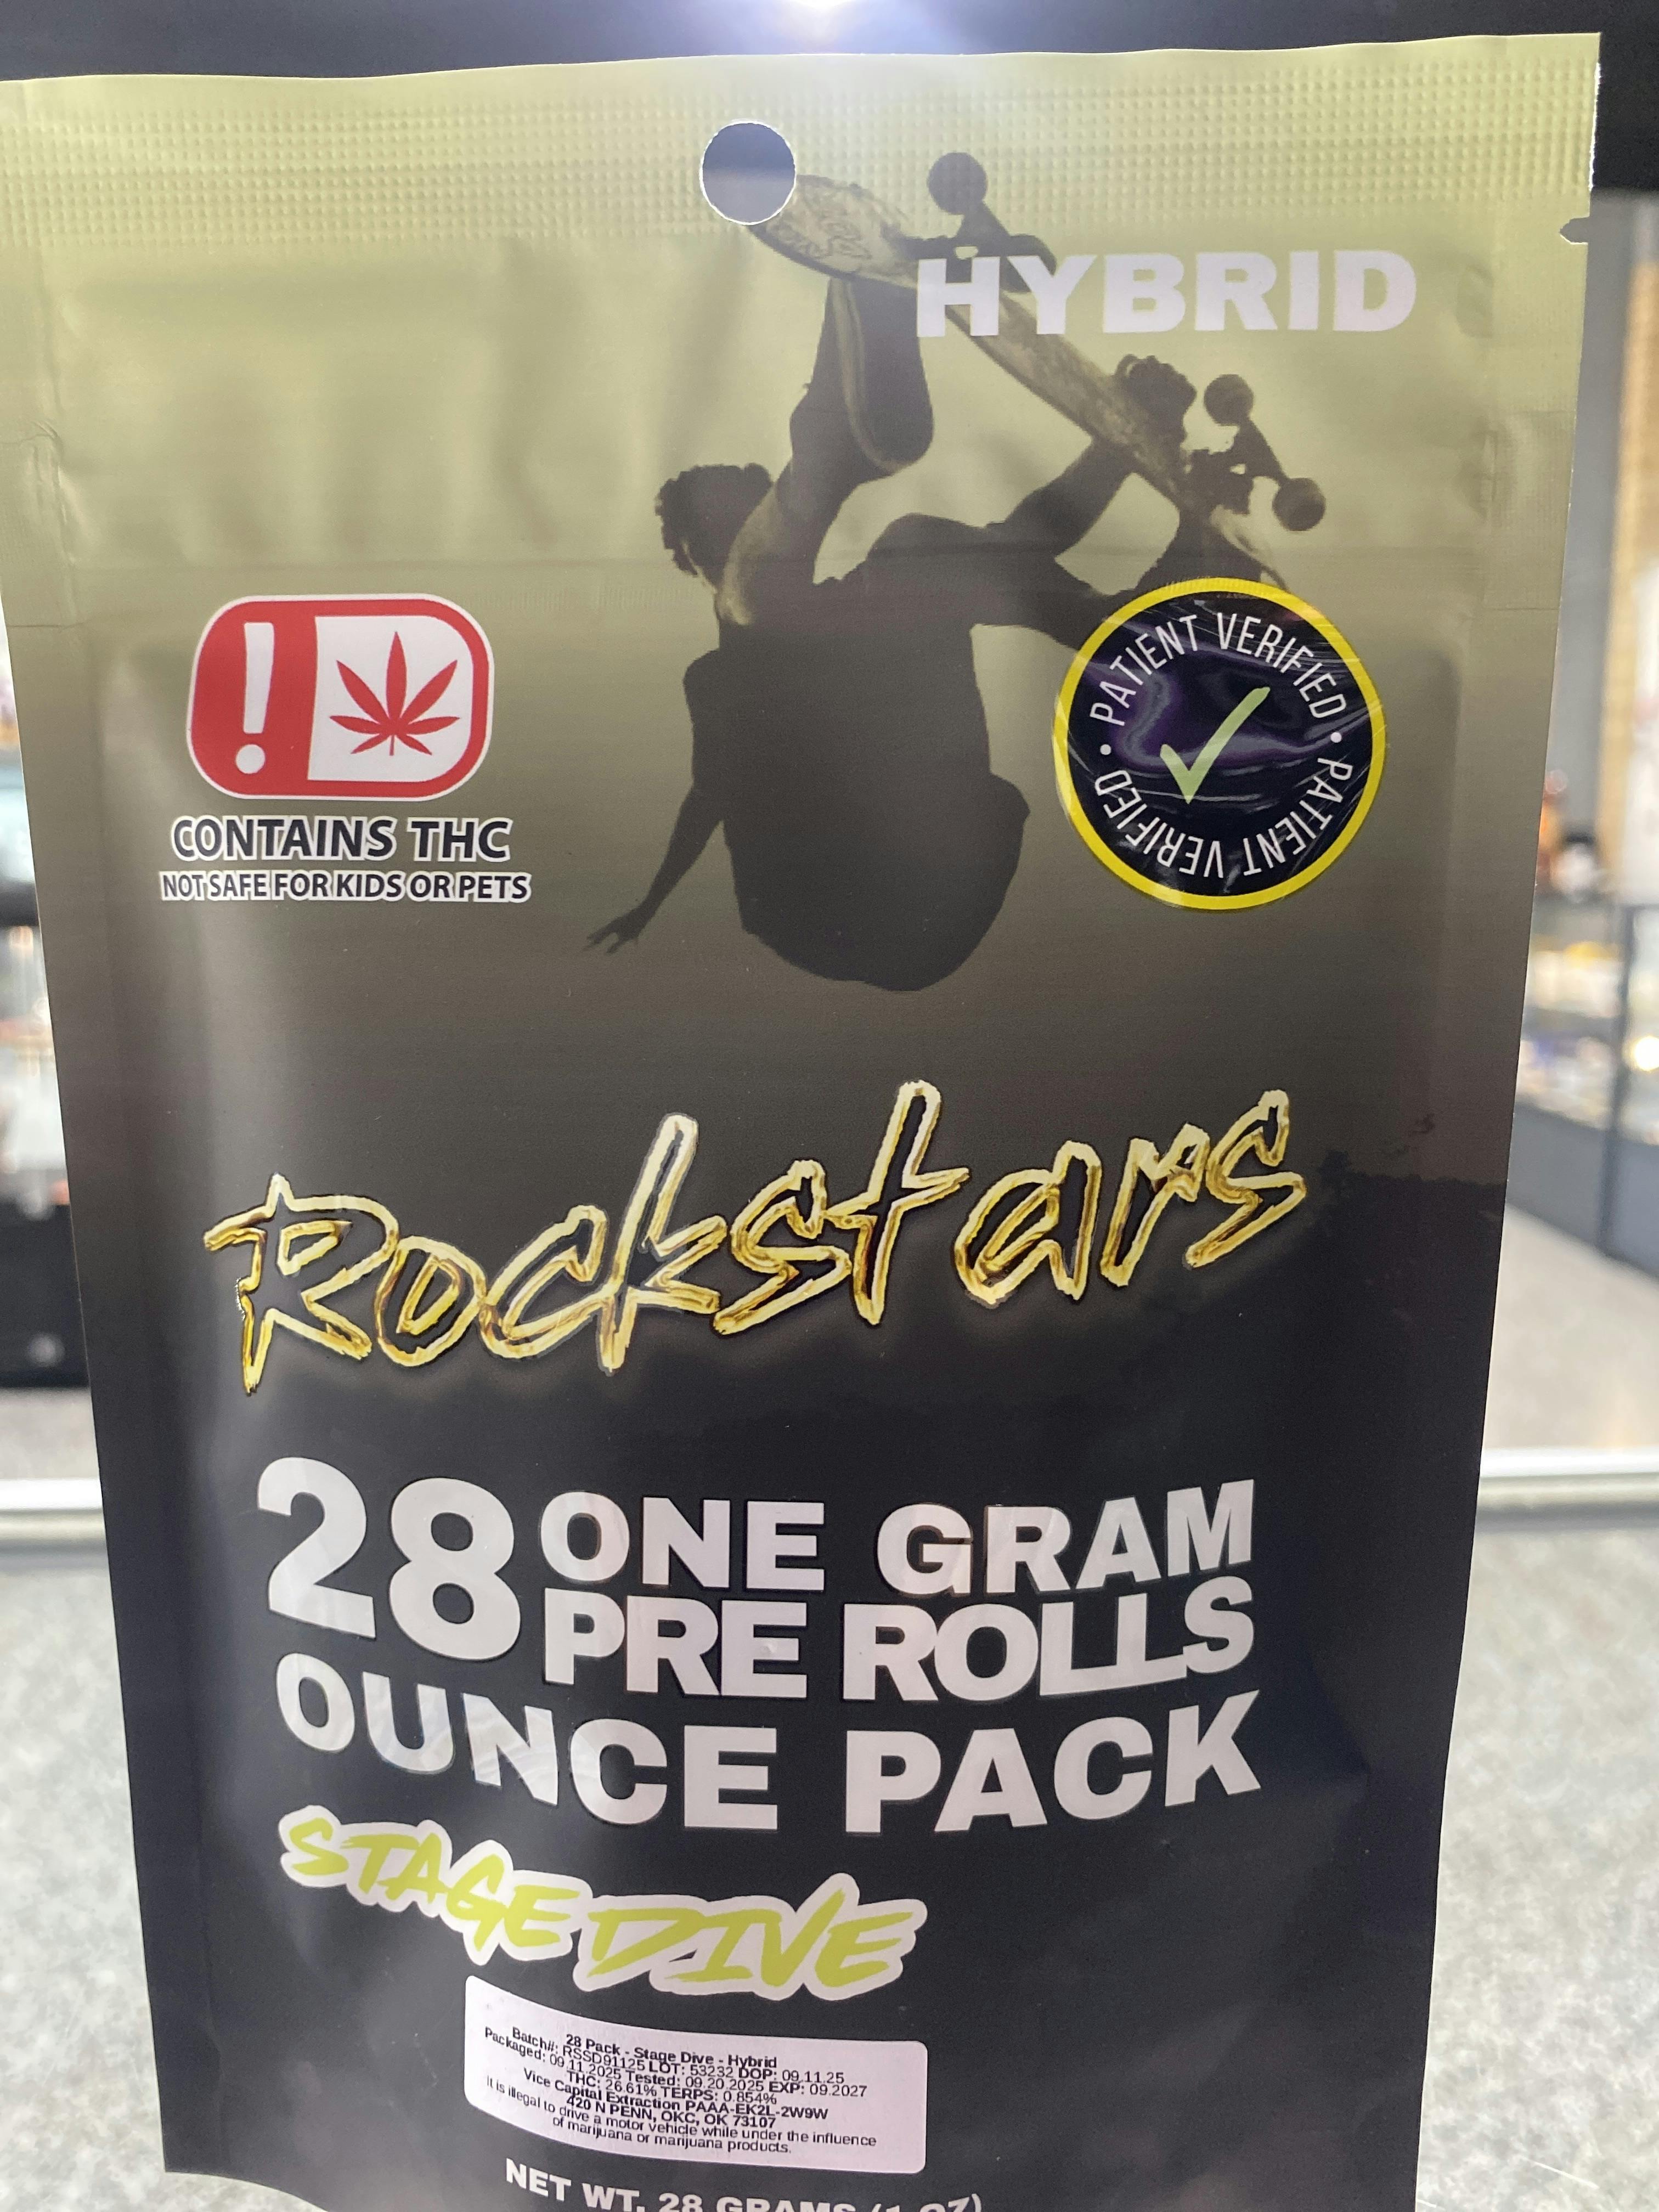 HYBRID
CONTAINS THC
NOT SAFE FOR KIDS OR PETS
PATIENT VERIFIED • PATIENT VERIFIED •
Rockstars
28 ONE GRAM
PRE ROLLS
OUNCE PACK
STAGE DIVE
28 Pack - Stage Dive - Hybrid
Batch#: RSSD91125 LOT: 53232 DOP: 09.11.25
Packaged: 09.11.2025 Tested: 09.20.2025 EXP: 09.2027
THC: 26.61% TERPS: 0.854%
Vice Capital Extraction PAAA-EK2L-2W9W
420 N PENN, OKC, OK 73107
It is illegal to drive a motor vehicle while under the influence
of marijuana or marijuana products.
NET WT. 28 GRAMS (1 OZ)